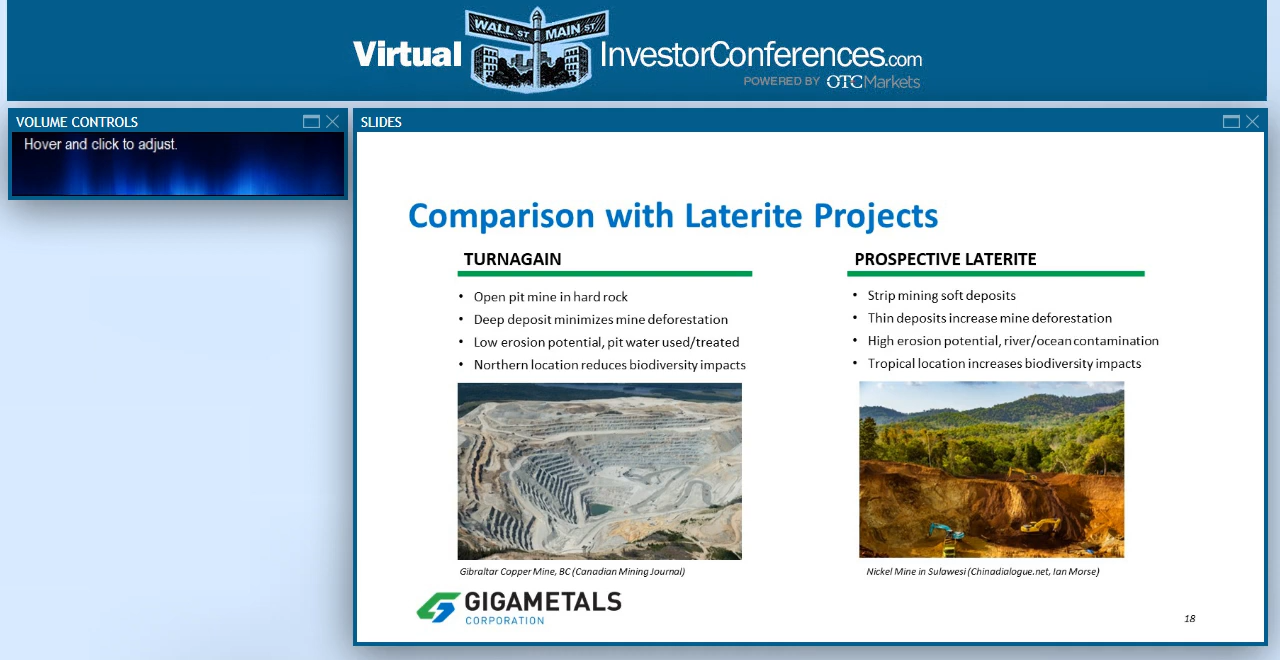 WALL ST MAIN ST
Virtual InvestorConferences.com
POWERED BY OTCMarkets
VOLUME CONTROLS
Hover and click to adjust.
SLIDES
Comparison with Laterite Projects
TURNAGAIN
• Open pit mine in hard rock
• Deep deposit minimizes mine deforestation
• Low erosion potential, pit water used/treated
• Northern location reduces biodiversity impacts
Gibraltar Copper Mine, BC (Canadian Mining Journal)
PROSPECTIVE LATERITE
• Strip mining soft deposits
• Thin deposits increase mine deforestation
• High erosion potential, river/ocean contamination
• Tropical location increases biodiversity impacts
Nickel Mine in Sulawesi (Chinadialogue.net, Ian Morse)
GIGAMETALS
CORPORATION
18